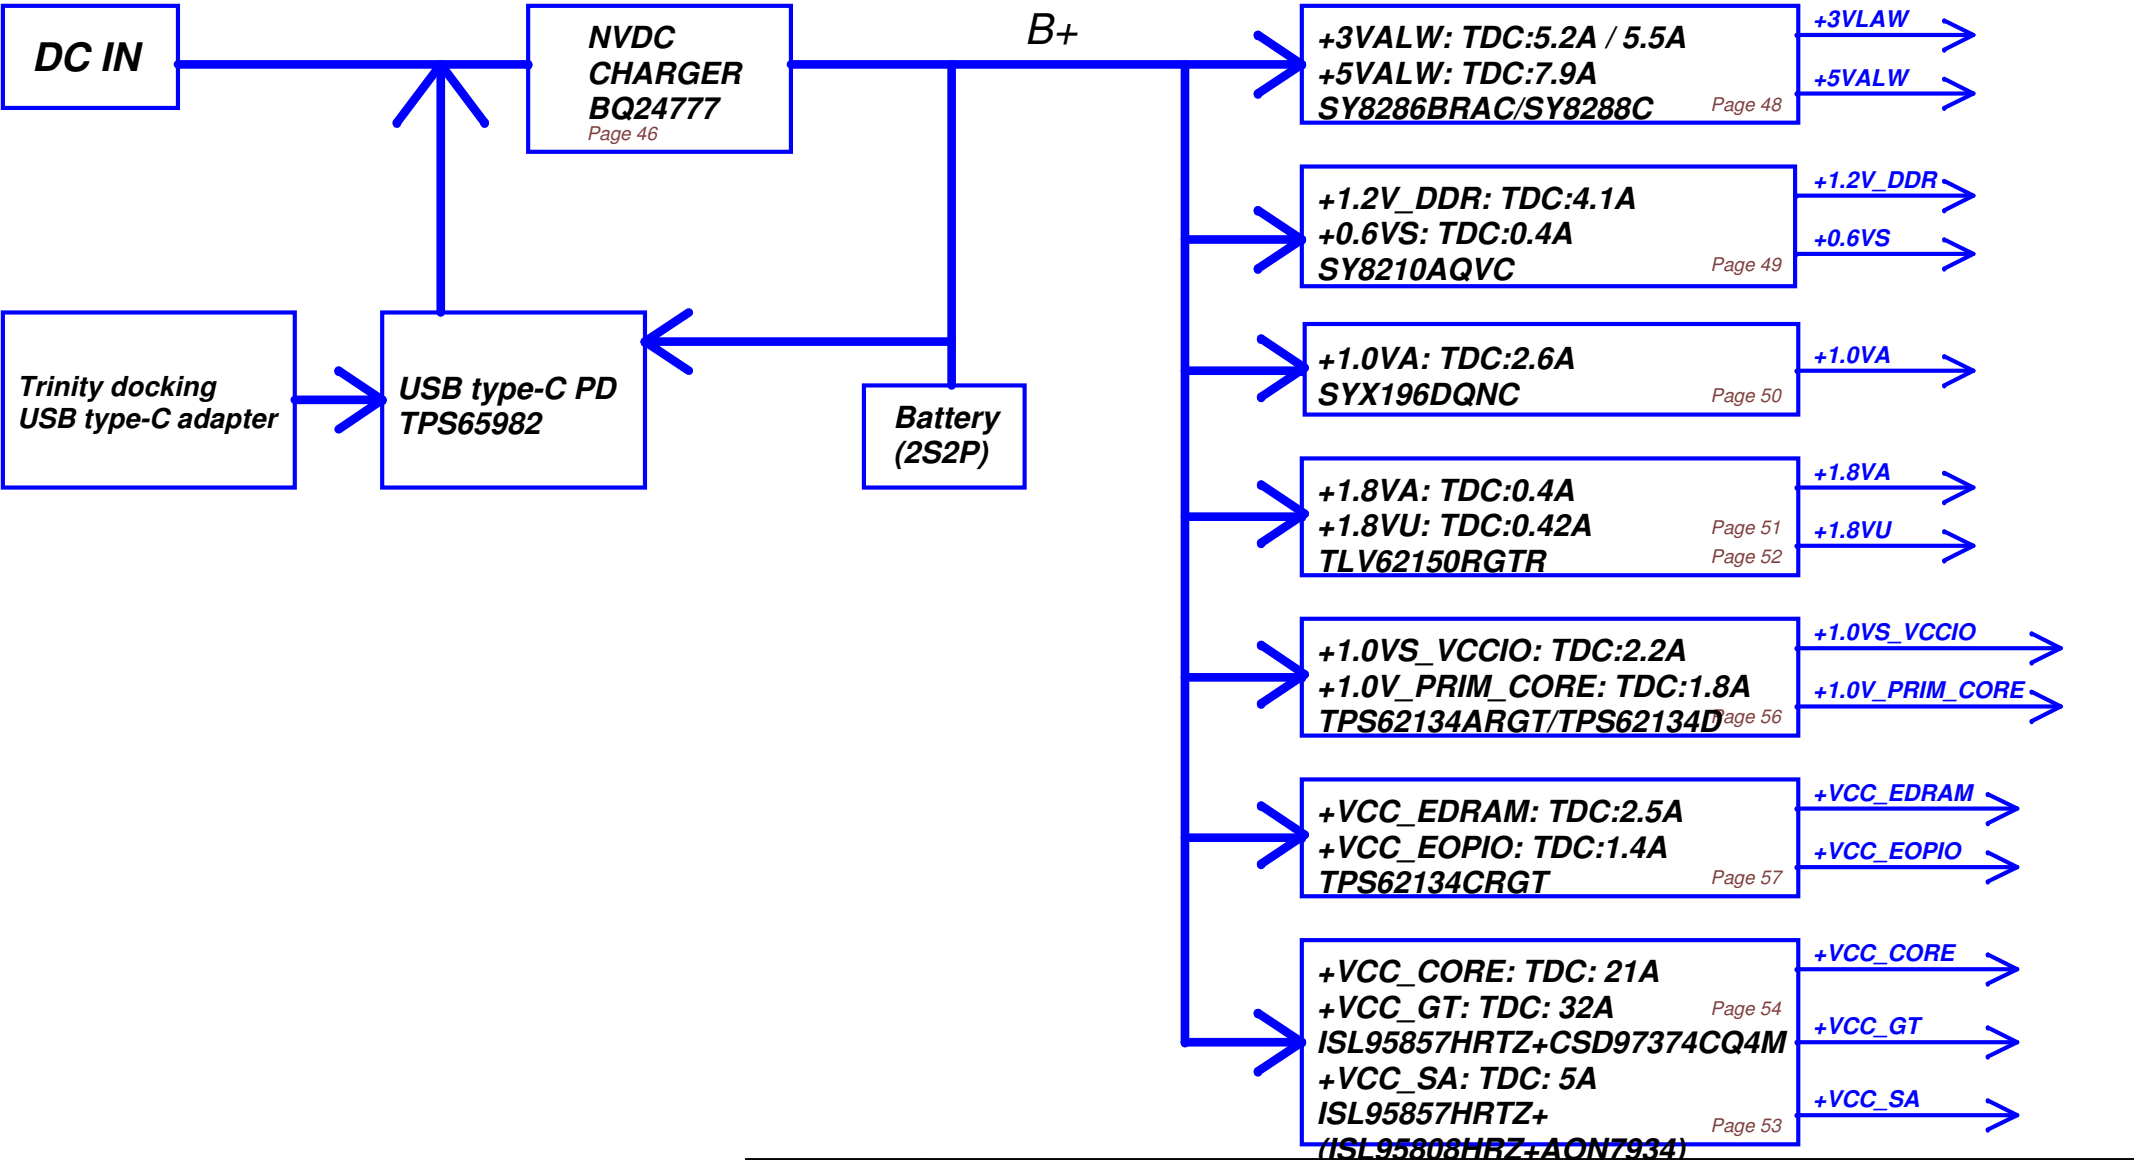 DC IN
NVDC
CHARGER
BQ24777
Page 46
B+
+3VALW: TDC:5.2A / 5.5A
+5VALW: TDC:7.9A
SY8286BRAC/SY8288C
Page 48
+3VLAW
+5VALW
+1.2V_DDR: TDC:4.1A
+0.6VS: TDC:0.4A
SY8210AQVC
Page 49
+1.2V_DDR
+0.6VS
Trinity docking
USB type-C adapter
USB type-C PD
TPS65982
Battery
(2S2P)
+1.0VA: TDC:2.6A
SYX196DQNC
Page 50
+1.0VA
+1.8VA: TDC:0.4A
+1.8VU: TDC:0.42A
TLV62150RGTR
Page 51
Page 52
+1.8VA
+1.8VU
+1.0VS_VCCIO: TDC:2.2A
+1.0V_PRIM_CORE: TDC:1.8A
TPS62134ARGT/TPS62134D
Page 56
+1.0VS_VCCIO
+1.0V_PRIM_CORE
+VCC_EDRAM: TDC:2.5A
+VCC_EOPIO: TDC:1.4A
TPS62134CRGT
Page 57
+VCC_EDRAM
+VCC_EOPIO
+VCC_CORE: TDC: 21A
+VCC_GT: TDC: 32A
Page 54
ISL95857HRTZ+CSD97374CQ4M
+VCC_SA: TDC: 5A
ISL95857HRTZ+
(ISL95808HRZ+AON7934)
Page 53
+VCC_CORE
+VCC_GT
+VCC_SA